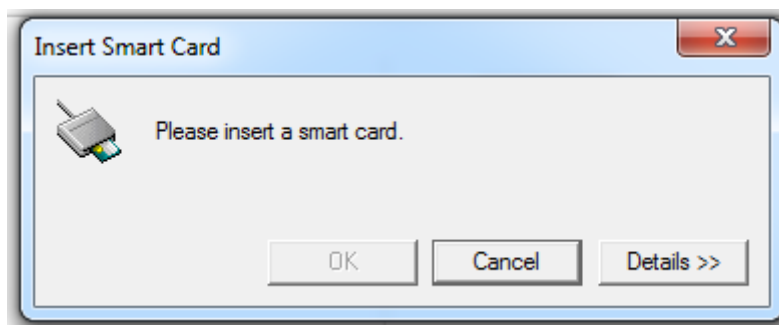 Insert Smart Card
Please insert a smart card.
OK
Cancel
Details >>